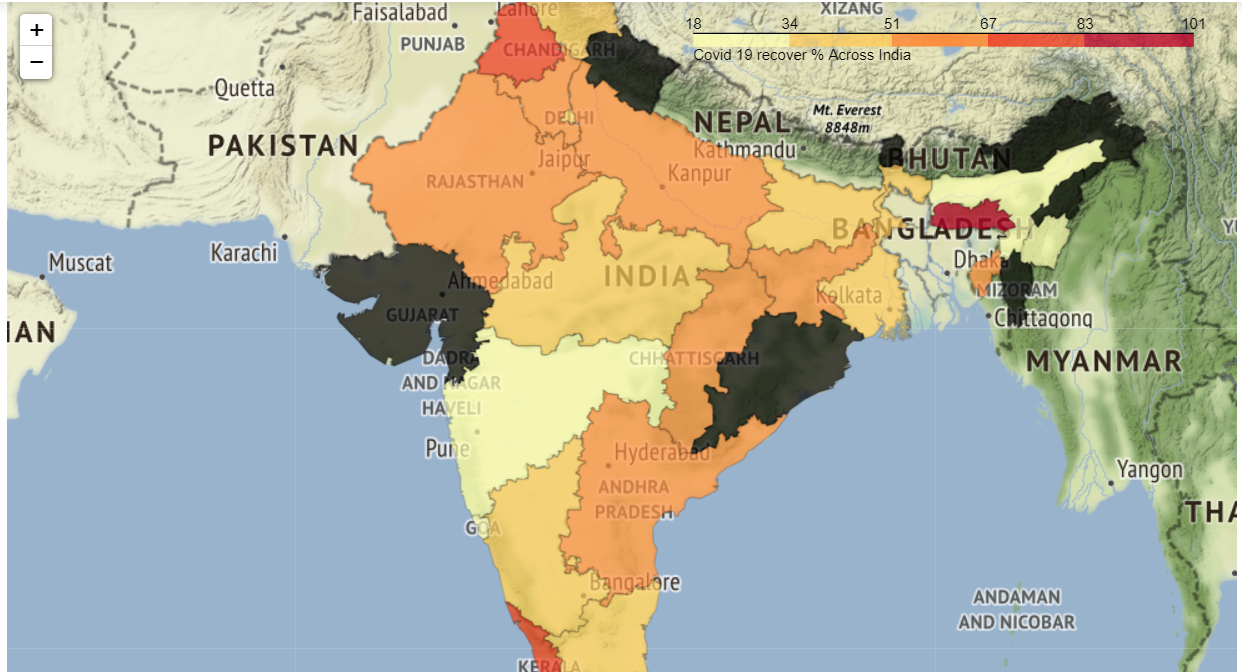 +
−
Faisalabad
Lahore
XIZANG
18 34 51 67 83 101
PUNJAB
CHANDIGARH
Covid 19 recover % Across India
Quetta
Mt. Everest
8848m
NEPAL
DELHI
PAKISTAN
Kathmandu
Jaipur
BHUTAN
Kanpur
RAJASTHAN
BANGLADESH
Karachi
Muscat
Dhaka
Ahmedabad
INDIA
MIZORAM
Kolkata
GUJARAT
Chittagong
DADRA
AND NAGAR
HAVELI
CHHATTISGARH
MYANMAR
Pune
Hyderabad
Yangon
ANDHRA
PRADESH
GOA
Bangalore
ANDAMAN
AND NICOBAR
KERALA